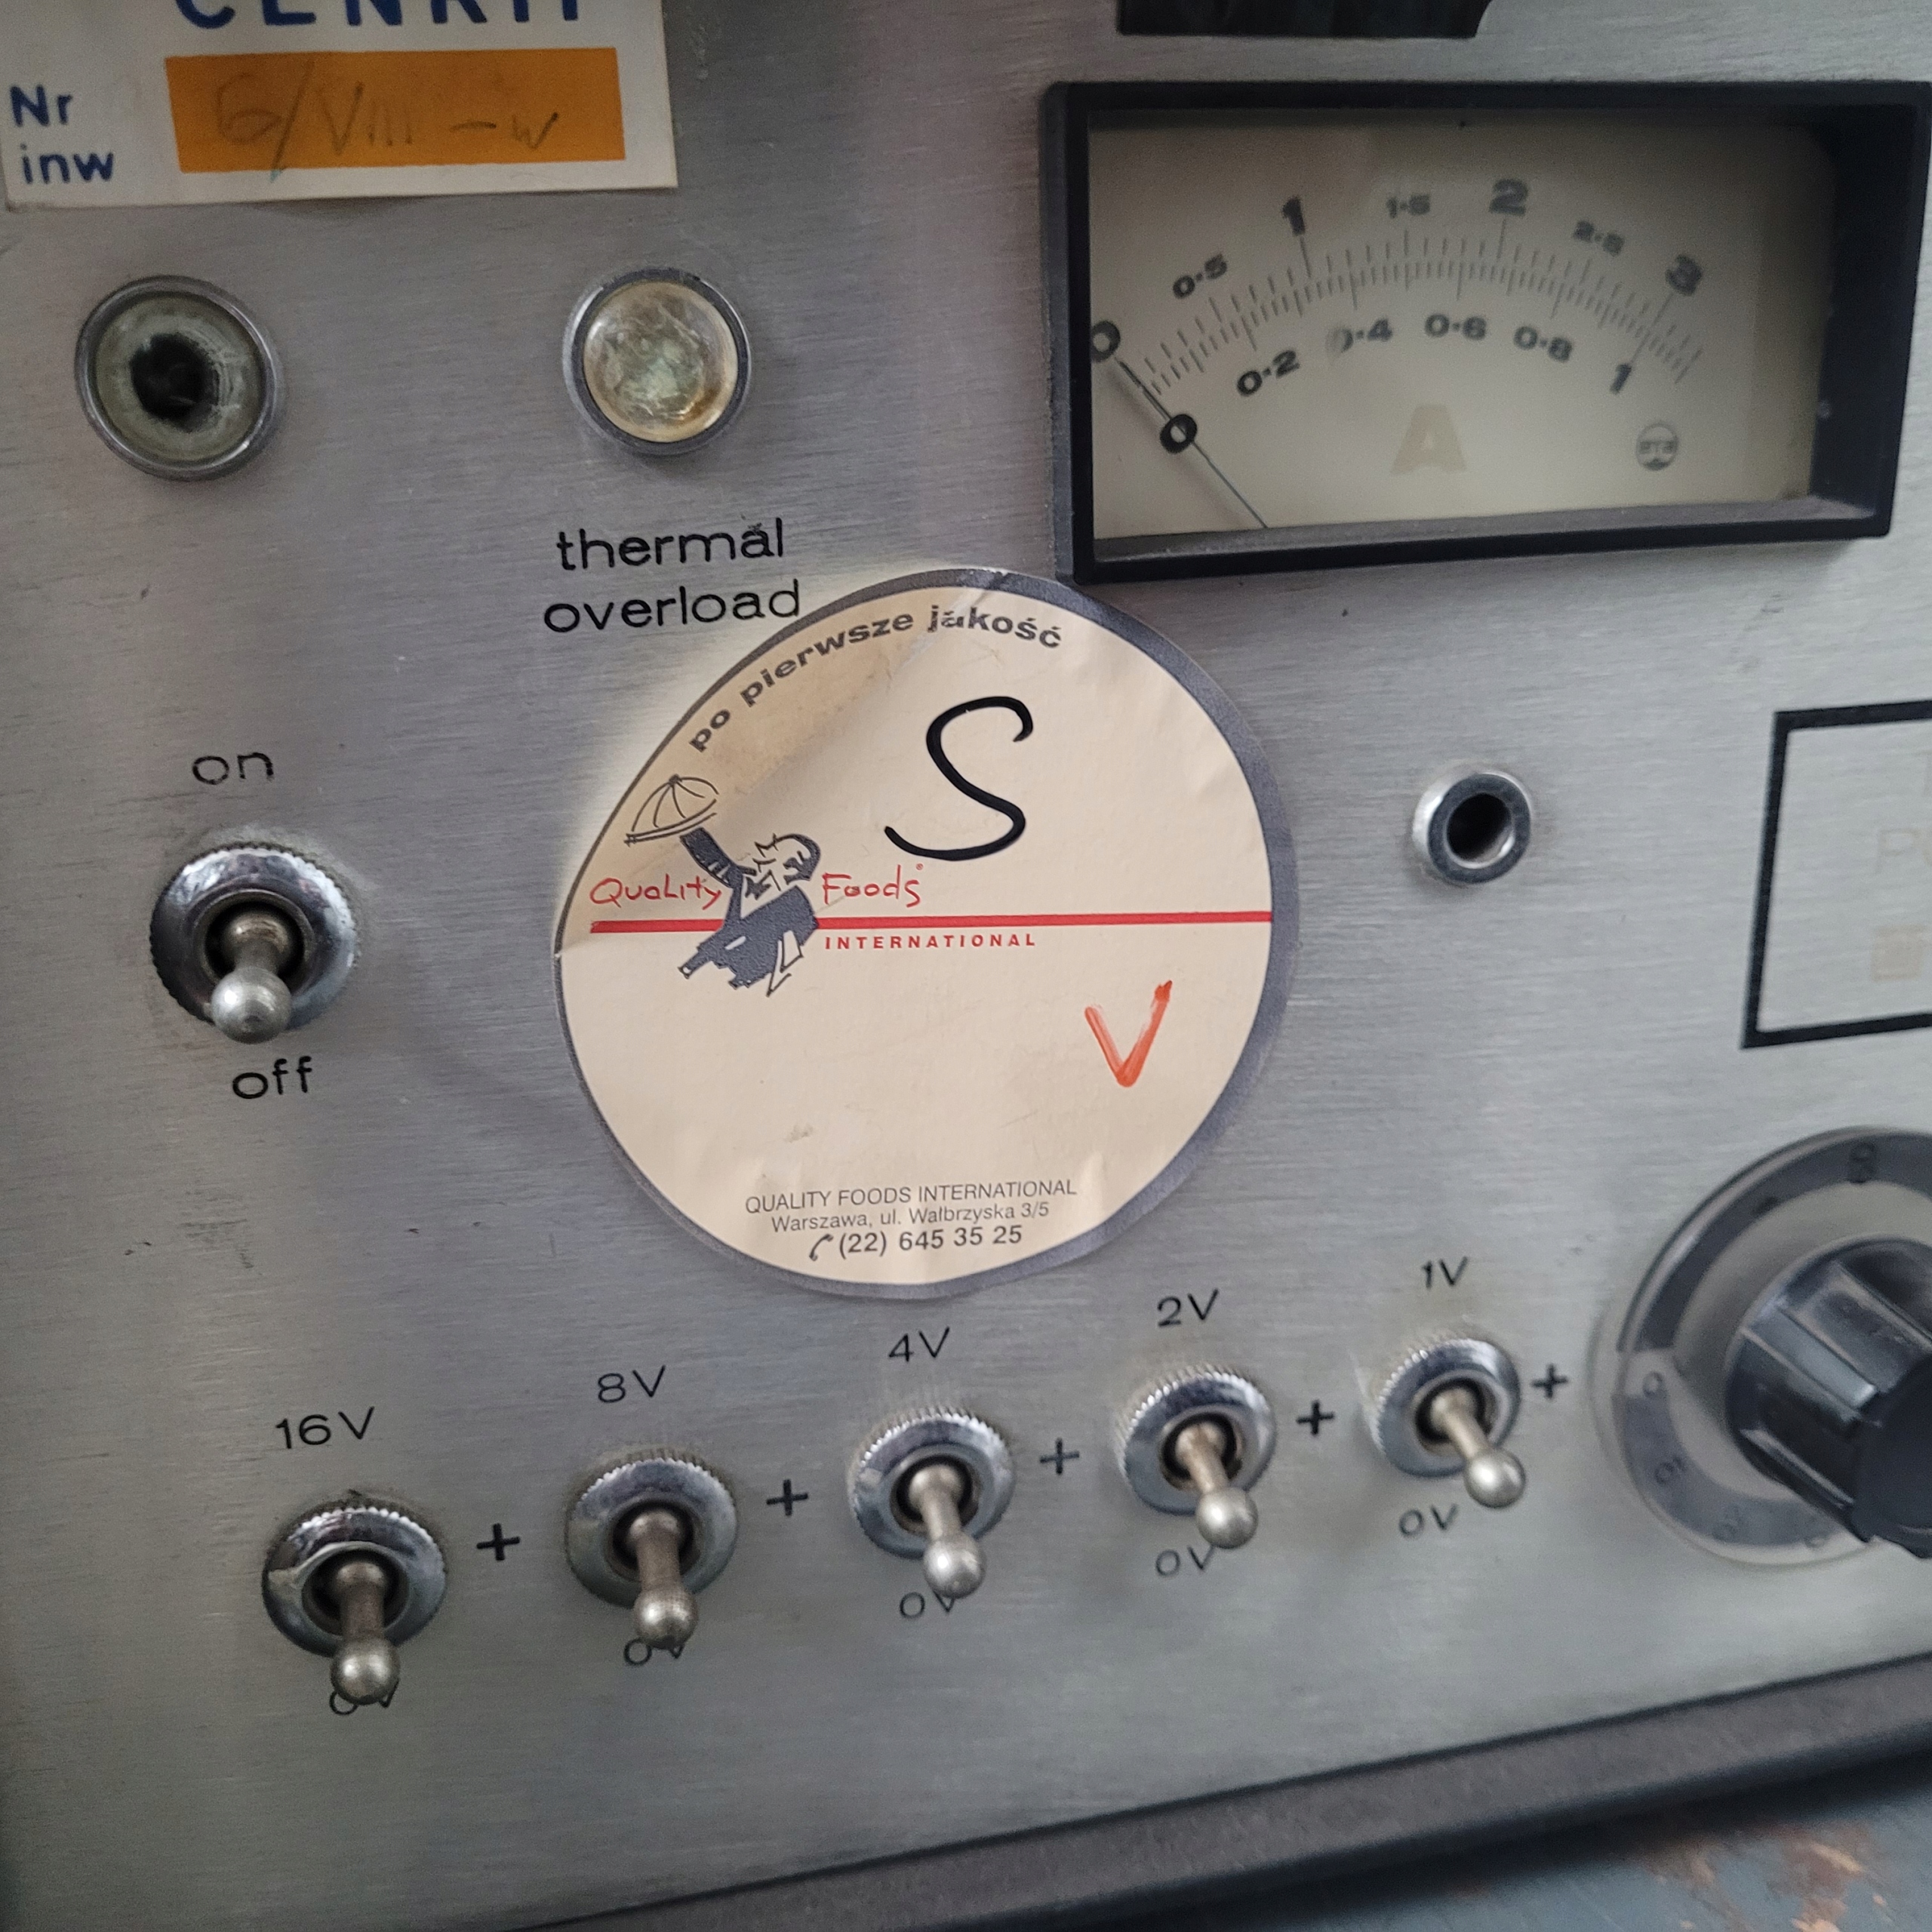 Nr
inw
6/VIII - w
1 1·5 2
0·5 2·5 3
0 0·2 0·4 0·6 0·8 1
0
A
thermal
overload
po pierwsze jakość
S
on
Quality Foods
INTERNATIONAL
off
V
QUALITY FOODS INTERNATIONAL
Warszawa, ul. Wałbrzyska 3/5
(22) 645 35 25
16V + 8V + 4V + 2V + 1V +
0V 0V 0V 0V 0V